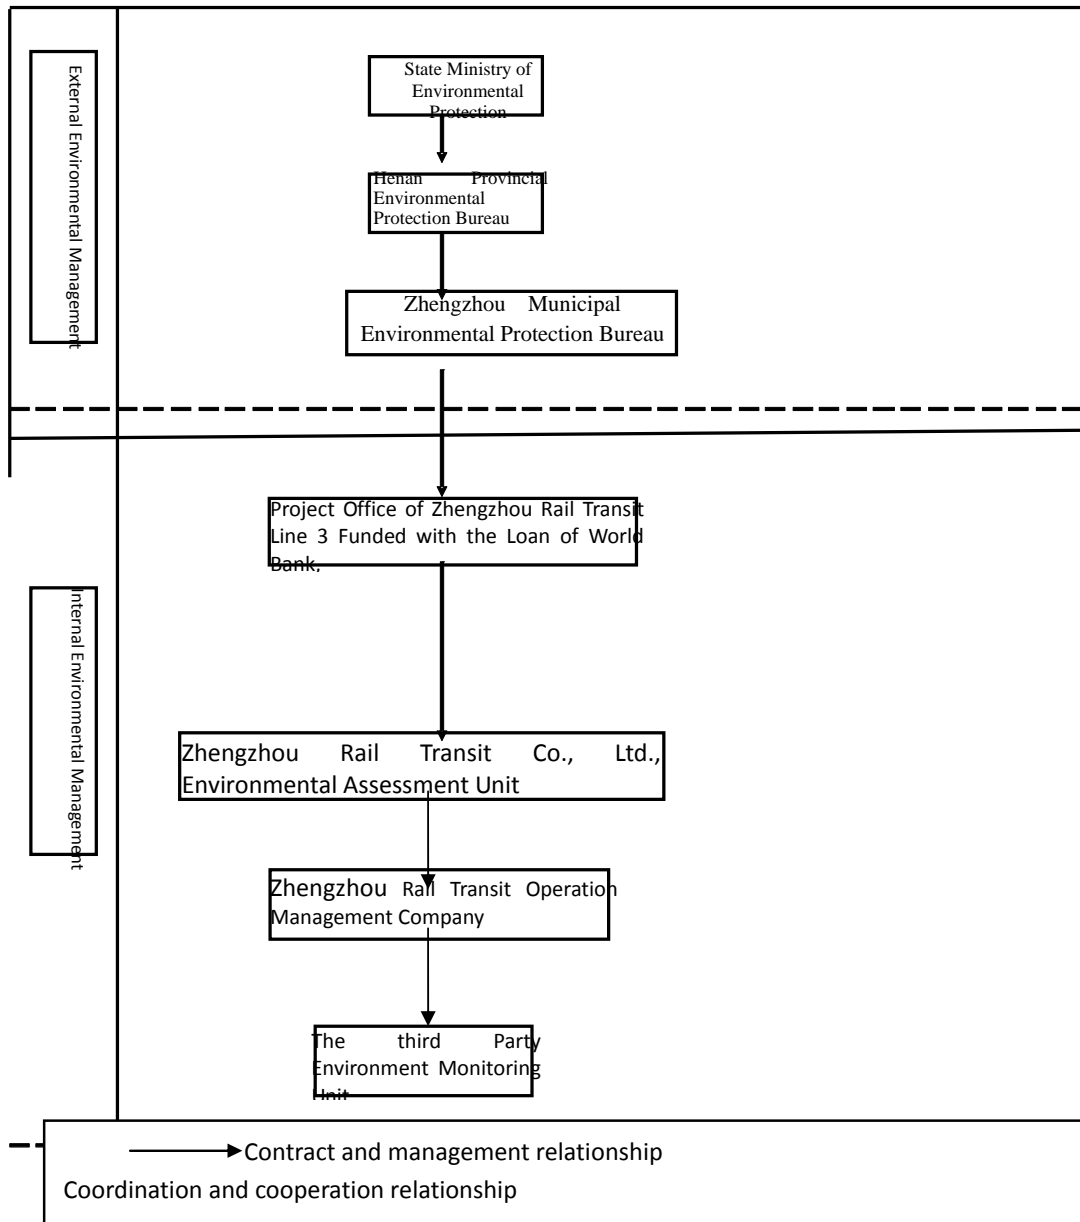 External Environmental Management
State Ministry of
Environmental
Protection
Henan Provincial
Environmental
Protection Bureau
Zhengzhou Municipal
Environmental Protection Bureau
Project Office of Zhengzhou Rail Transit
Line 3 Funded with the Loan of World
Bank,
Internal Environmental Management
Zhengzhou Rail Transit Co., Ltd.,
Environmental Assessment Unit
Zhengzhou Rail Transit Operation
Management Company
The third Party
Environment Monitoring
Unit
Contract and management relationship
Coordination and cooperation relationship